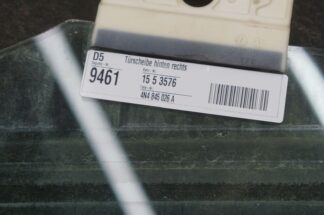 D5 Türscheibe hinten rechts
9461 15 5 3576
4N4 845 026 A